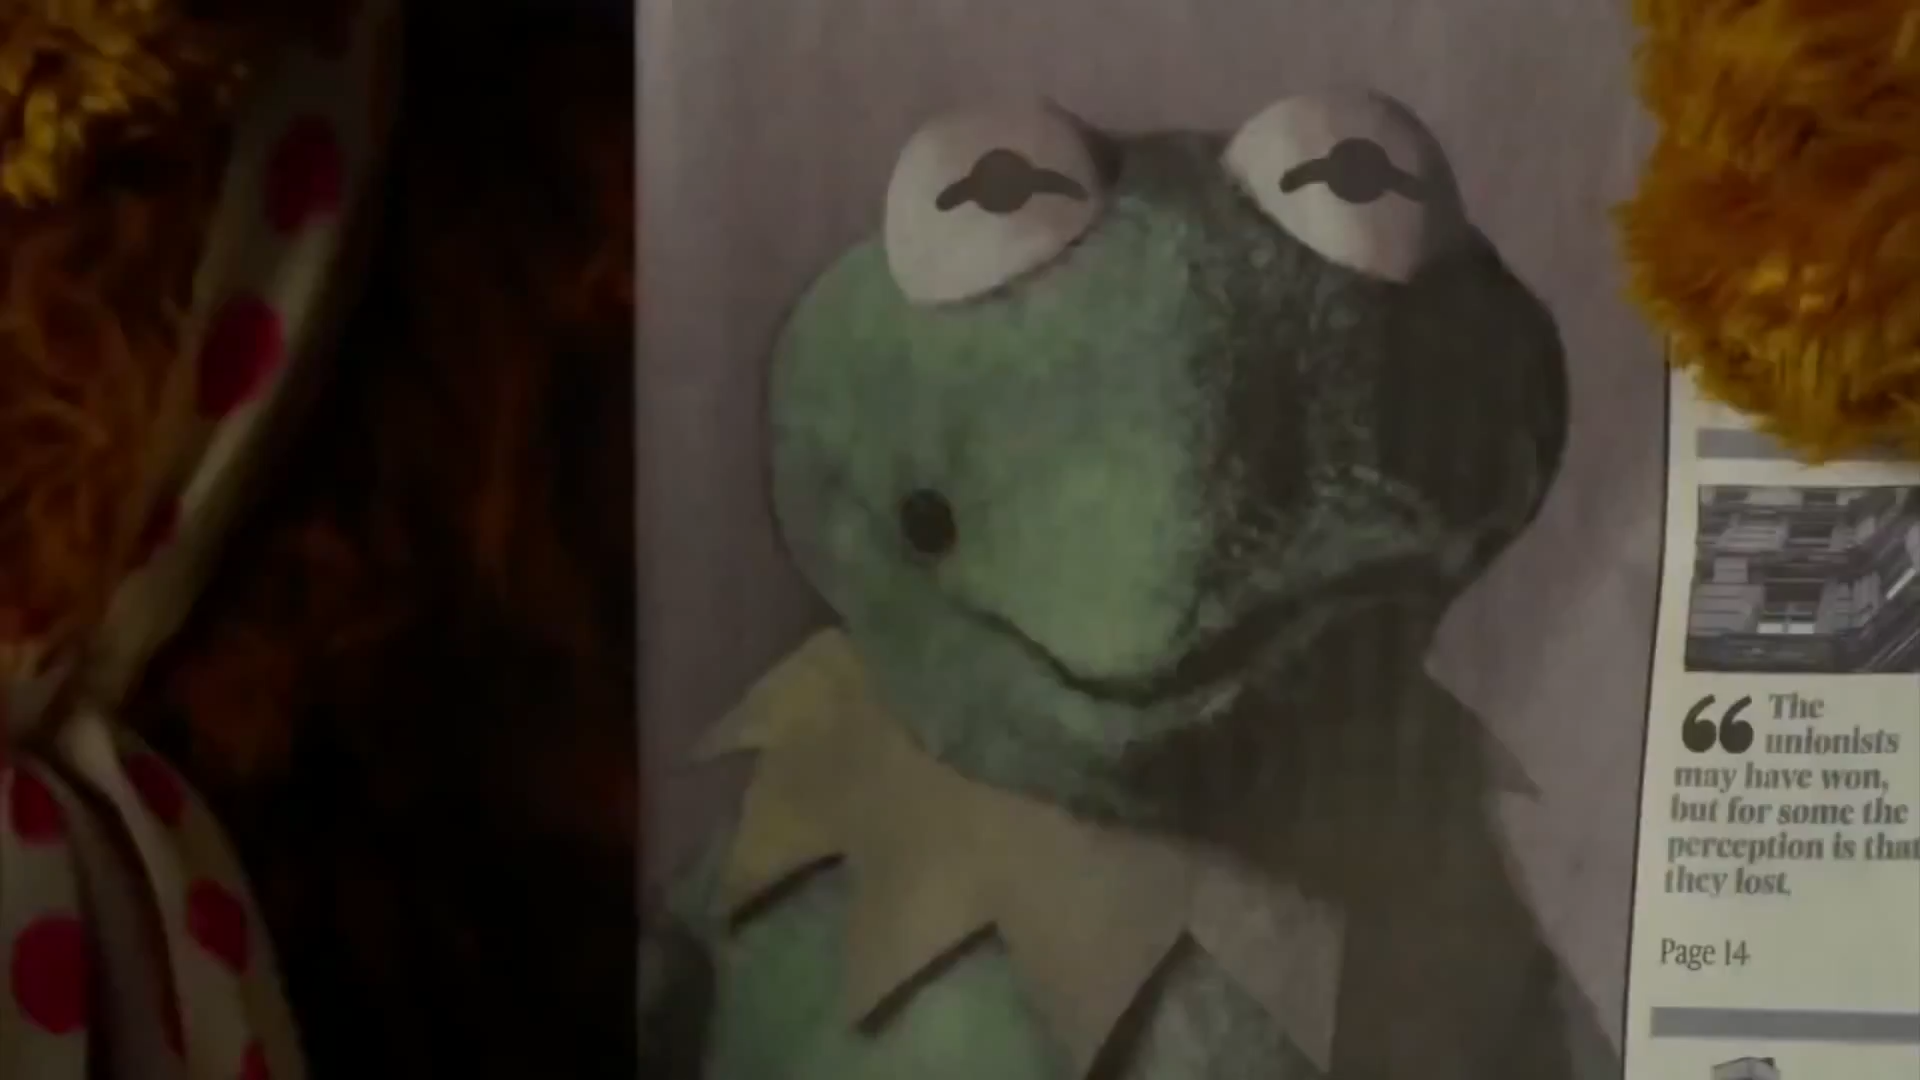 “ The
unionists
may have won,
but for some the
perception is that
they lost.
Page 14